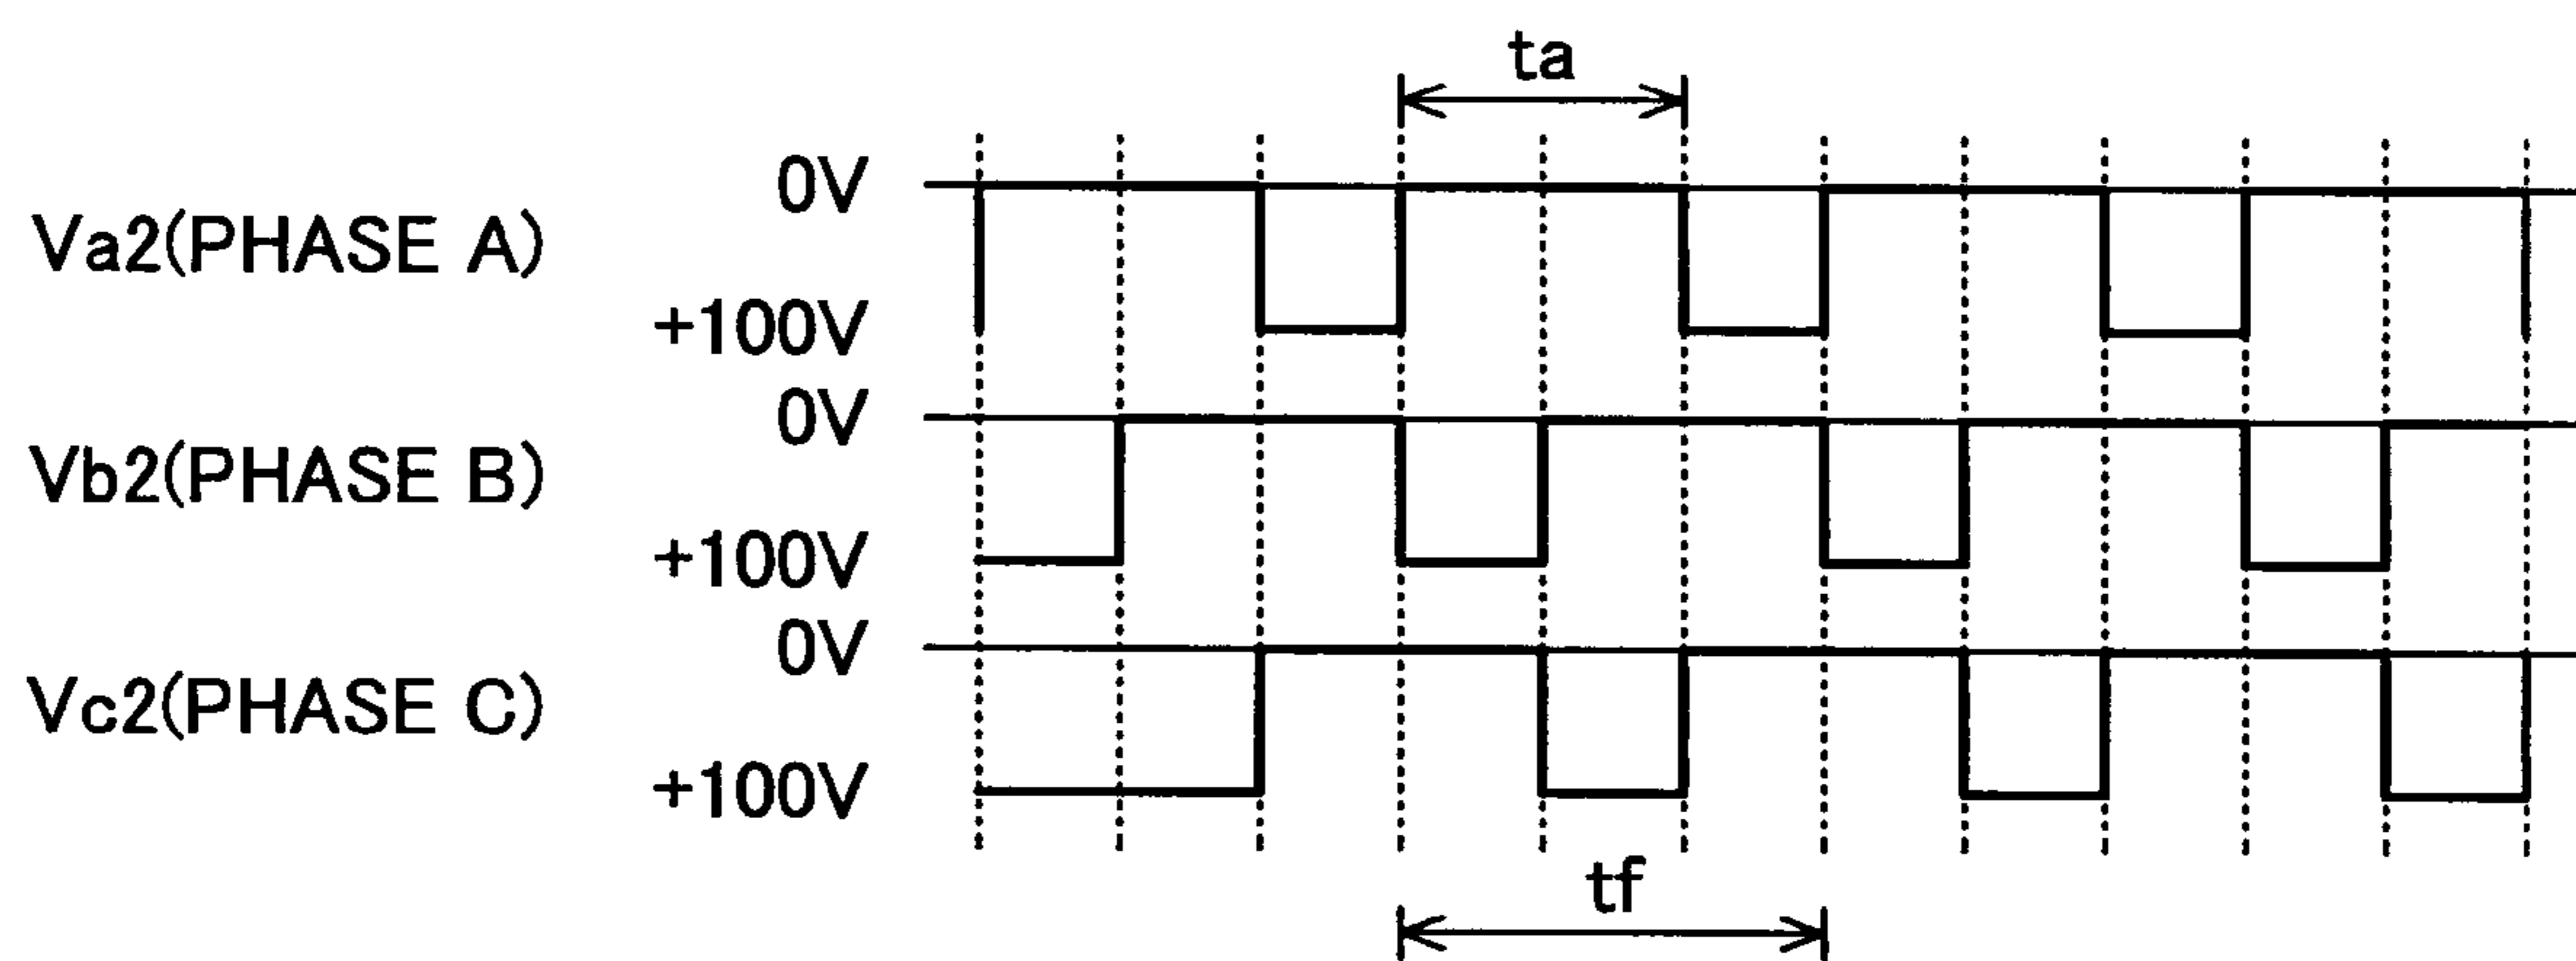 ta
0V
Va2(PHASE A)
+100V
0V
Vb2(PHASE B)
+100V
0V
Vc2(PHASE C)
+100V
tf